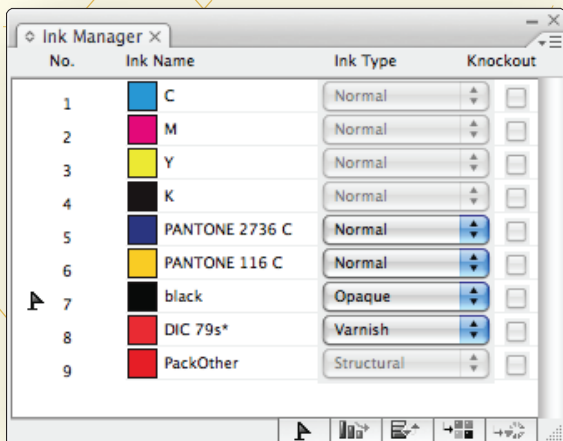 Ink Manager
No. Ink Name Ink Type Knockout
1 C Normal
2 M Normal
3 Y Normal
4 K Normal
5 PANTONE 2736 C Normal
6 PANTONE 116 C Normal
7 black Opaque
8 DIC 79s* Varnish
9 PackOther Structural